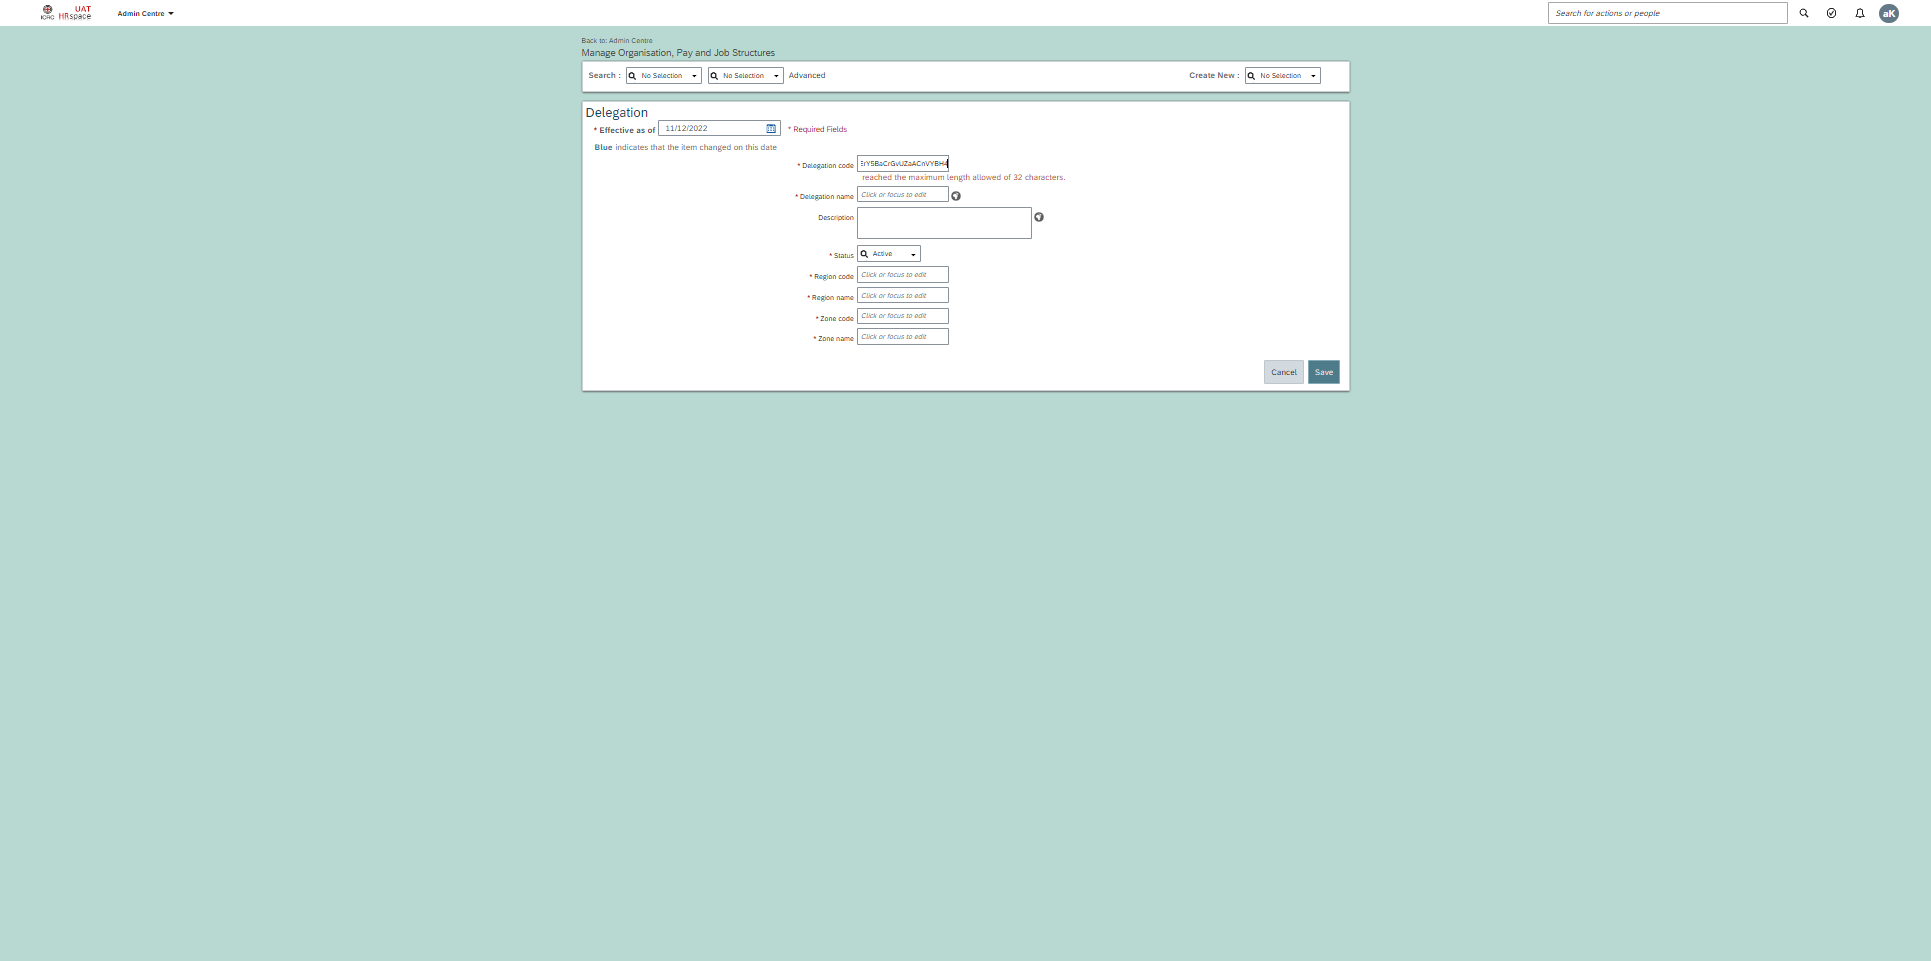 ICRC
UAT
HRspace
Admin Centre
Search for actions or people
aK
Back to: Admin Centre
Manage Organisation, Pay and Job Structures
Search : No Selection No Selection Advanced
Create New : No Selection
Delegation
* Effective as of 11/12/2022 * Required Fields
Blue indicates that the item changed on this date
* Delegation code
reached the maximum length allowed of 32 characters.
* Delegation name Click or focus to edit
Description
* Status Active
* Region code Click or focus to edit
* Region name Click or focus to edit
* Zone code Click or focus to edit
* Zone name Click or focus to edit
Cancel Save